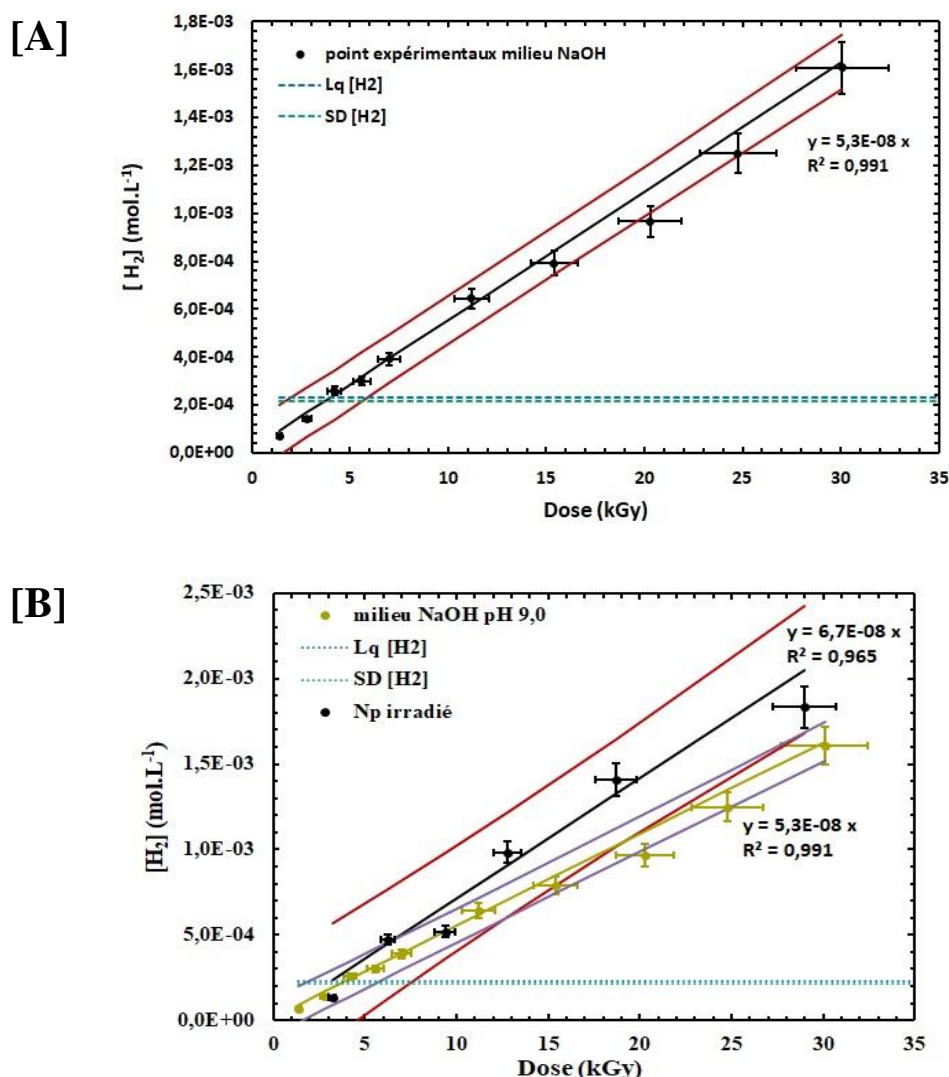 [A]
1,8E-03
1,6E-03
1,4E-03
1,2E-03
1,0E-03
8,0E-04
6,0E-04
4,0E-04
2,0E-04
0,0E+00
[ H₂] (mol.L⁻¹)
point expérimentaux milieu NaOH
Lq [H2]
SD [H2]
y = 5,3E-08 x
R² = 0,991
0 5 10 15 20 25 30 35
Dose (kGy)
[B]
2,5E-03
2,0E-03
1,5E-03
1,0E-03
5,0E-04
0,0E+00
[H₂] (mol.L⁻¹)
milieu NaOH pH 9,0
Lq [H2]
SD [H2]
Np irradié
y = 6,7E-08 x
R² = 0,965
y = 5,3E-08 x
R² = 0,991
0 5 10 15 20 25 30 35
Dose (kGy)